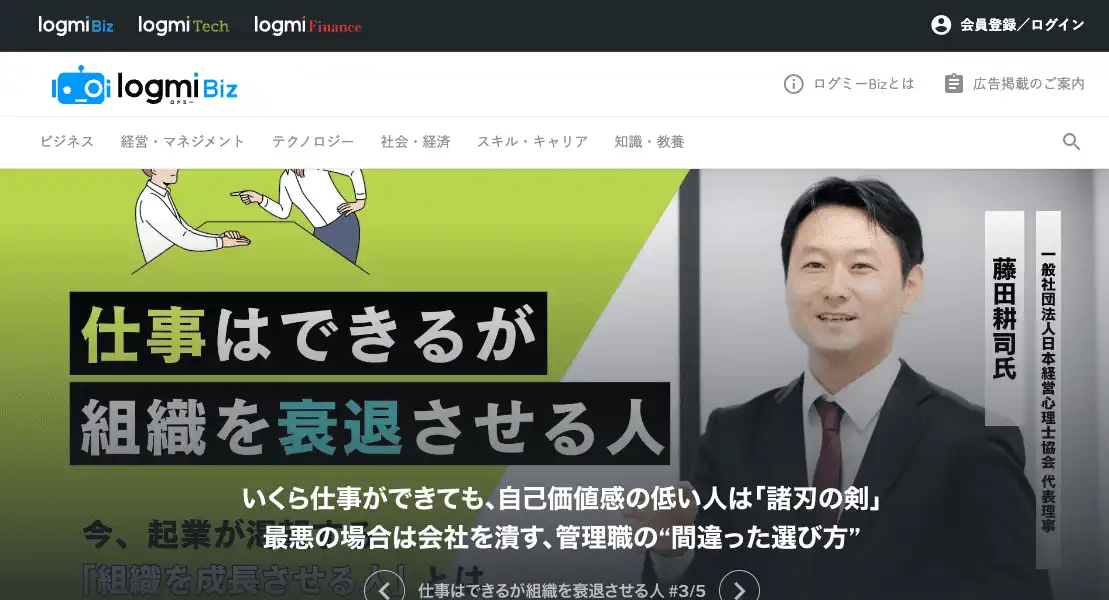 logmi Biz
logmi Tech
logmi Finance
会員登録／ログイン
logmi Biz
ログミー
ログミーBizとは
広告掲載のご案内
ビジネス
経営・マネジメント
テクノロジー
社会・経済
スキル・キャリア
知識・教養
仕事はできるが
組織を衰退させる人
一般社団法人日本経営心理士協会 代表理事
藤田耕司氏
いくら仕事ができても、自己価値感の低い人は「諸刃の剣」
最悪の場合は会社を潰す、管理職の“間違った選び方”
今、起業が
「組織を成長させる人」とは
仕事はできるが組織を衰退させる人 #3/5